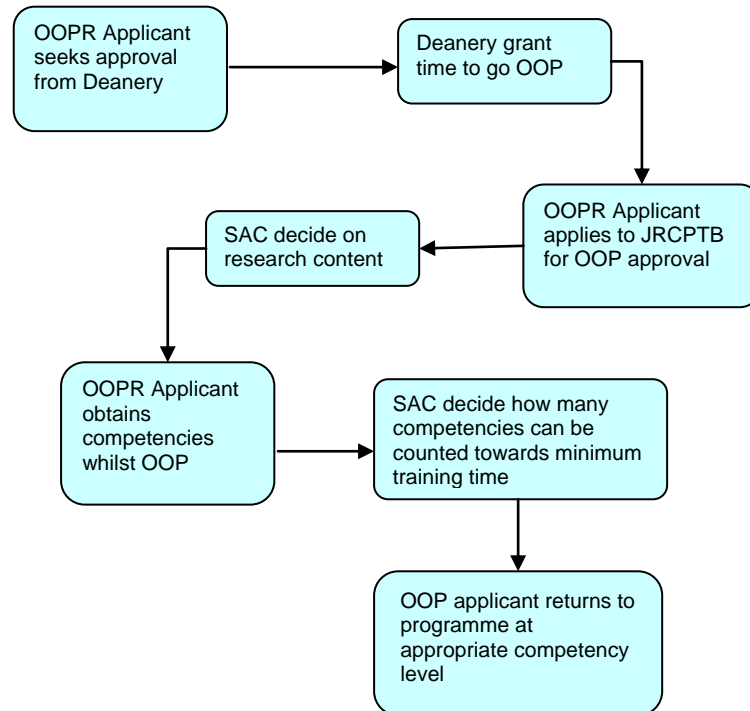 OOPR Applicant
seeks approval
from Deanery
Deanery grant
time to go OOP
OOPR Applicant
applies to JRCPTB
for OOP approval
SAC decide on
research content
OOPR Applicant
obtains
competencies
whilst OOP
SAC decide how many
competencies can be
counted towards minimum
training time
OOP applicant returns to
programme at
appropriate competency
level